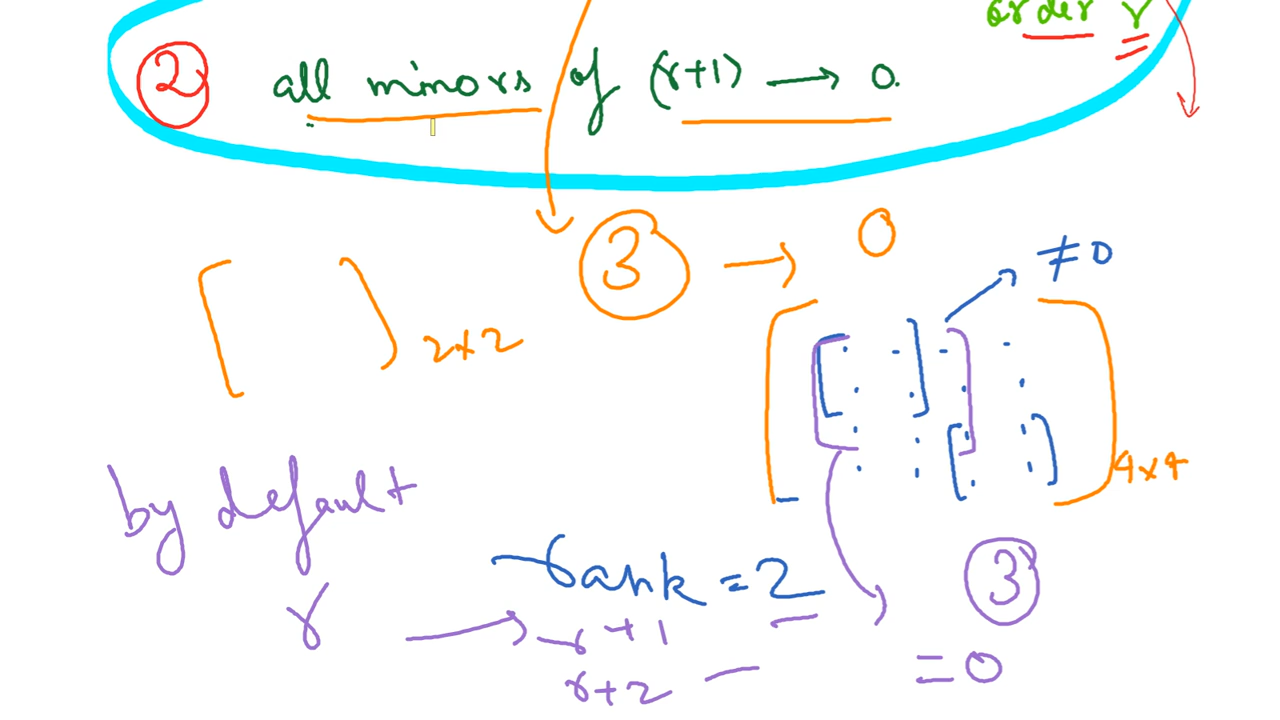 order r
② all minors of (r+1) → 0.
③ → 0
≠ 0
[ ] 2×2
4×4
by default
rank = 2
③
r → r+1
= 0
r+2 —